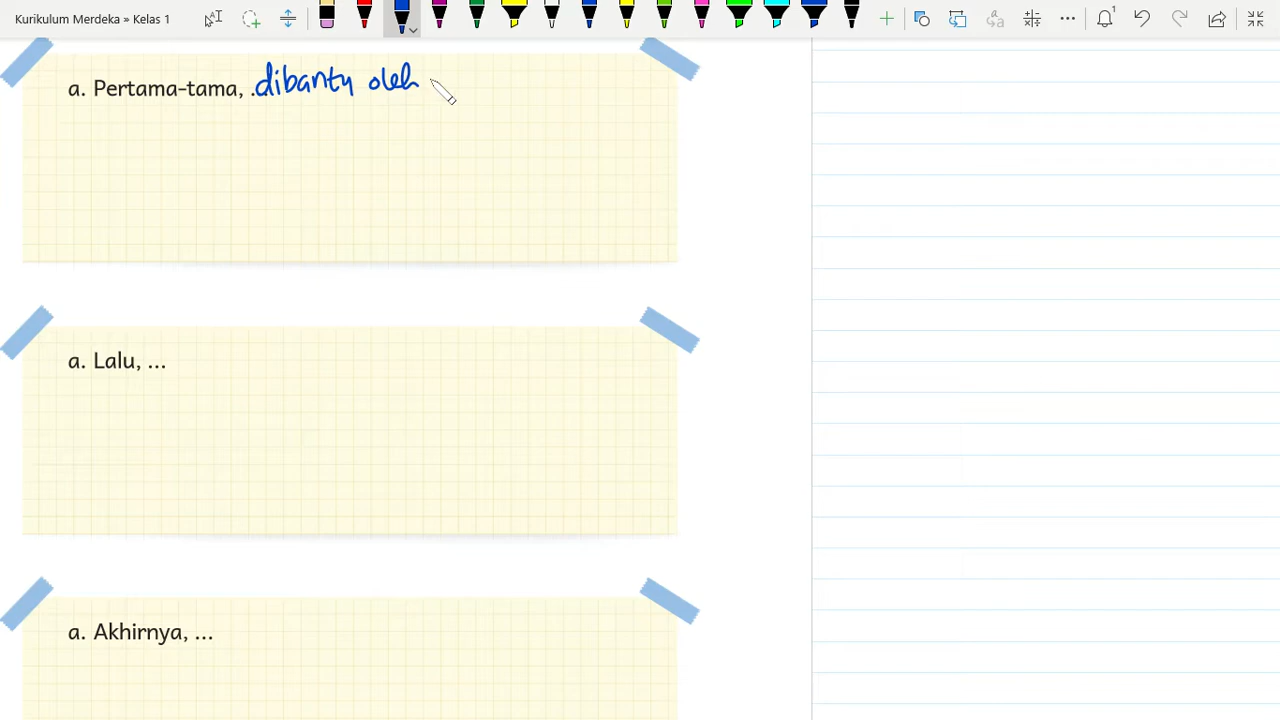 Kurikulum Merdeka » Kelas 1
a. Pertama-tama, .dibantu oleh
a. Lalu, ...
a. Akhirnya, ...